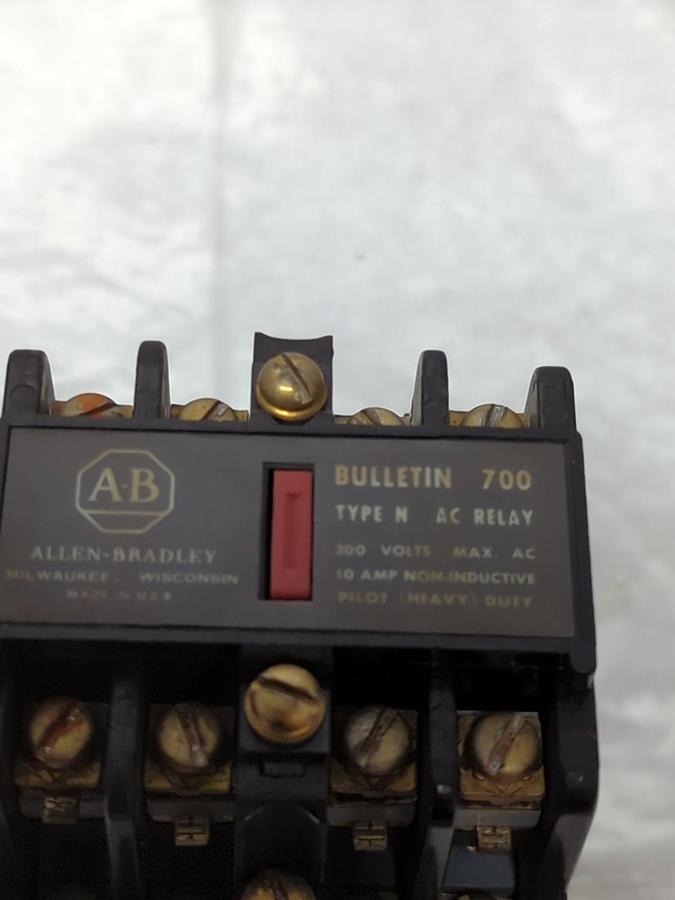 A·B
ALLEN-BRADLEY
MILWAUKEE, WISCONSIN
MADE IN U.S.A
BULLETIN 700
TYPE N AC RELAY
300 VOLTS MAX. AC
10 AMP NON-INDUCTIVE
PILOT (HEAVY) DUTY